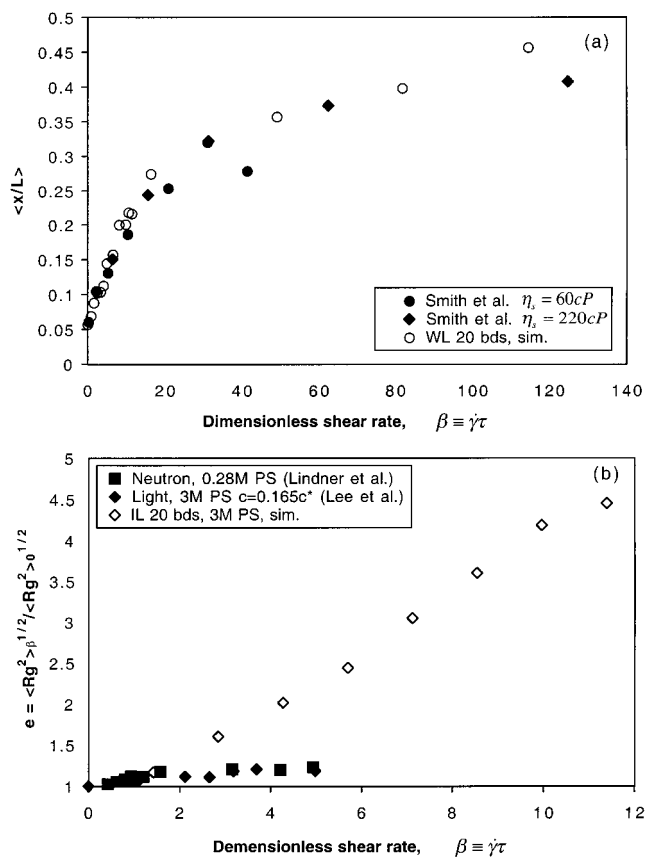 0.5
(a)
0.45
0.4
0.35
0.3
0.25
0.2
0.15
0.1
0.05
0
<x/L>
Smith et al. ηs = 60cP
Smith et al. ηs = 220cP
WL 20 bds, sim.
0 20 40 60 80 100 120 140
Dimensionless shear rate, β ≡ γ̇τ
5
(b)
4.5
4
3.5
3
2.5
2
1.5
1
e = <Rg²>β^1/2/<Rg²>0^1/2
Neutron, 0.28M PS (Lindner et al.)
Light, 3M PS c=0.165c* (Lee et al.)
IL 20 bds, 3M PS, sim.
0 2 4 6 8 10 12
Demensionless shear rate, β ≡ γ̇τ